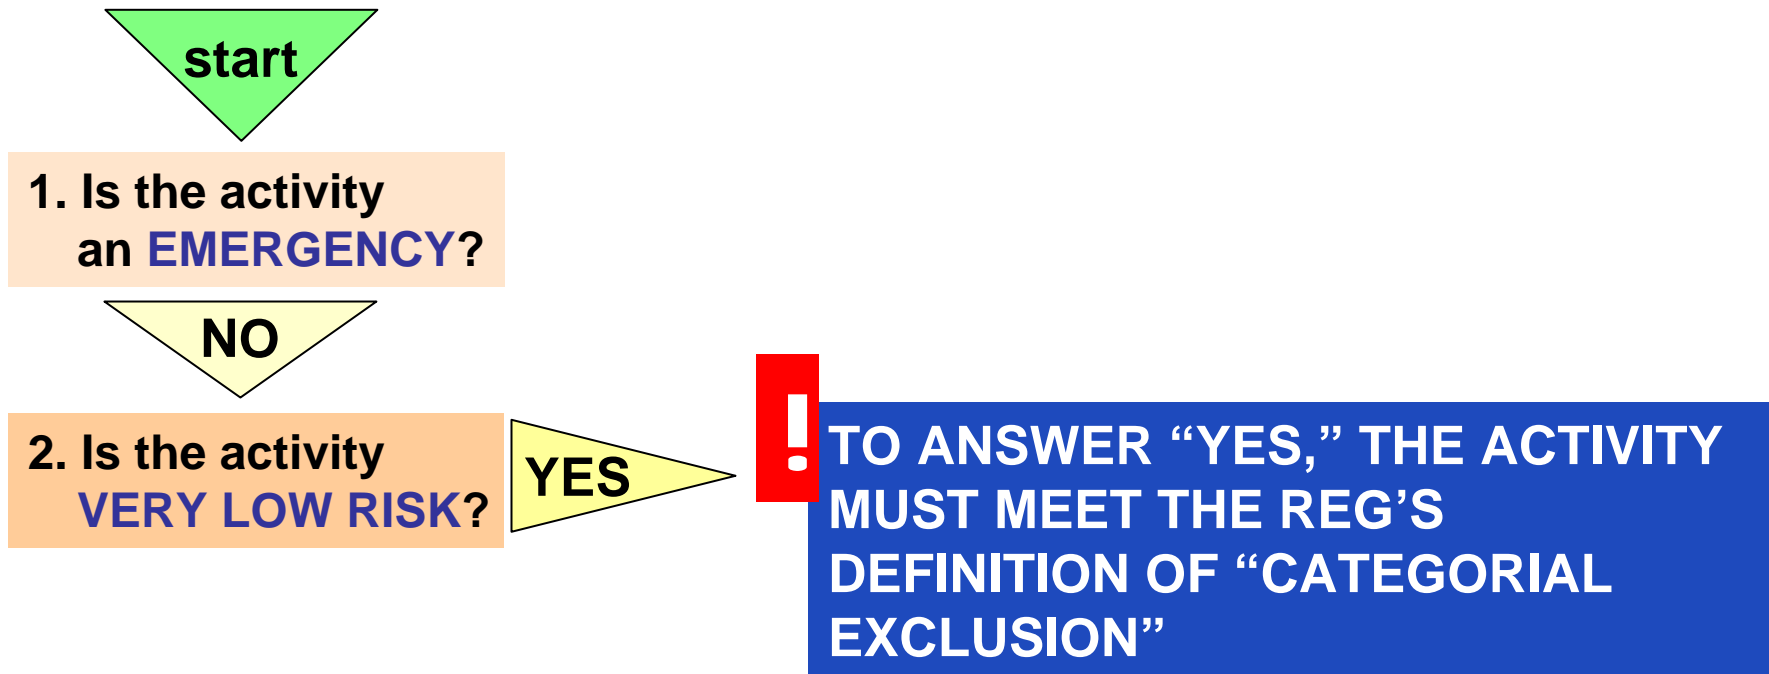 start
1. Is the activity
an EMERGENCY?
NO
2. Is the activity
VERY LOW RISK?
YES
!
TO ANSWER “YES,” THE ACTIVITY
MUST MEET THE REG’S
DEFINITION OF “CATEGORIAL
EXCLUSION”